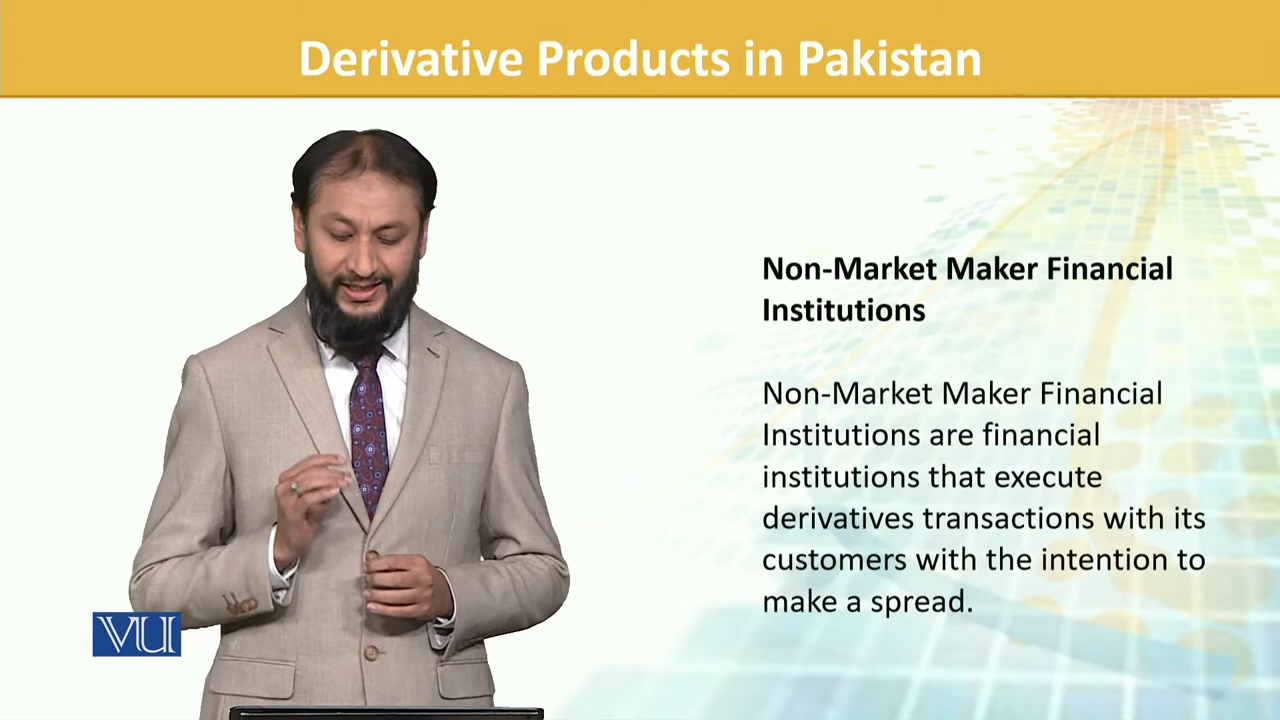 Derivative Products in Pakistan
Non-Market Maker Financial
Institutions
Non-Market Maker Financial
Institutions are financial
institutions that execute
derivatives transactions with its
customers with the intention to
make a spread.
VU